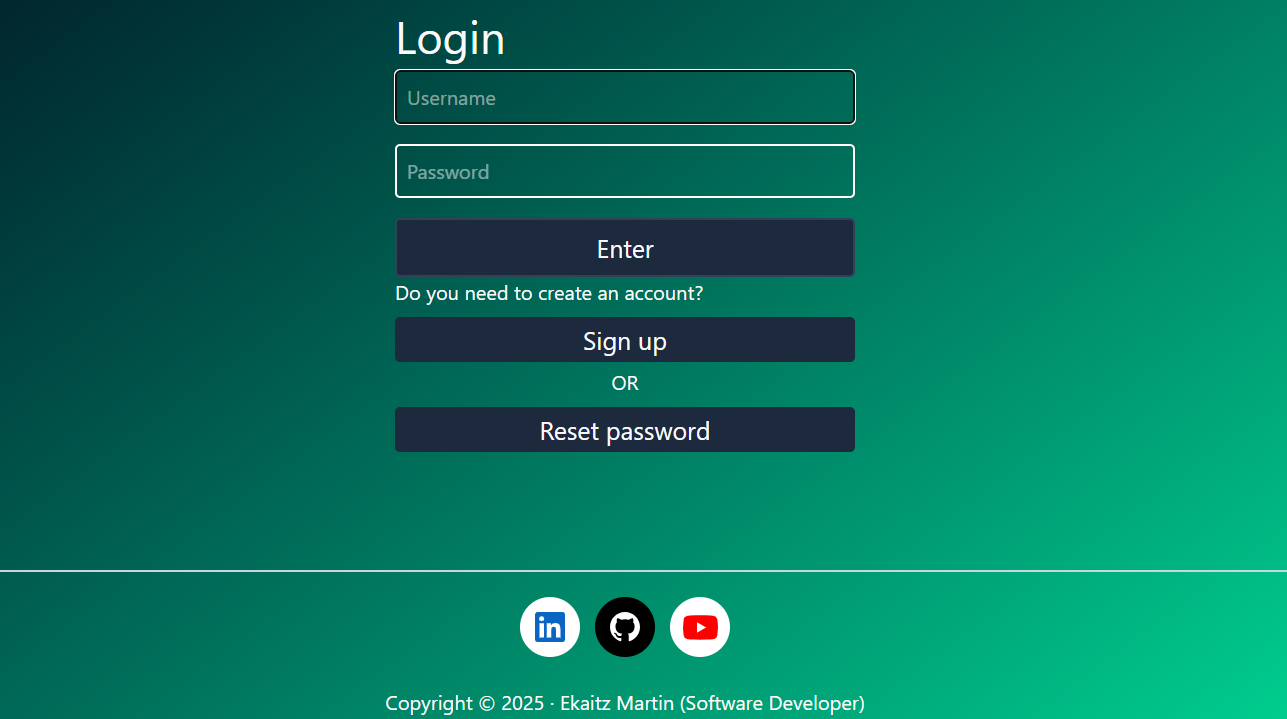 Login
Username
Password
Enter
Do you need to create an account?
Sign up
OR
Reset password
in
Copyright © 2025 · Ekaitz Martin (Software Developer)